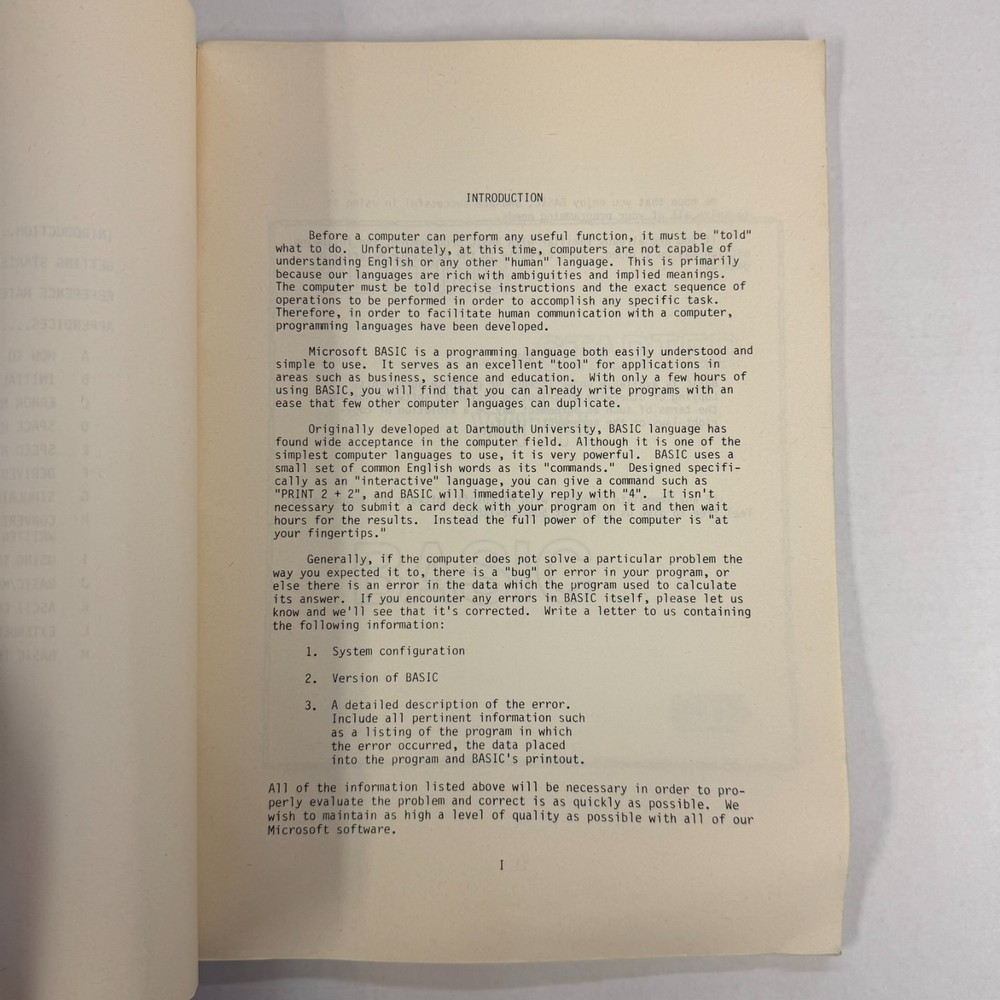 INTRODUCTION
Before a computer can perform any useful function, it must be "told"
what to do. Unfortunately, at this time, computers are not capable of
understanding English or any other "human" language. This is primarily
because our languages are rich with ambiguities and implied meanings.
The computer must be told precise instructions and the exact sequence of
operations to be performed in order to accomplish any specific task.
Therefore, in order to facilitate human communication with a computer,
programming languages have been developed.
Microsoft BASIC is a programming language both easily understood and
simple to use. It serves as an excellent "tool" for applications in
areas such as business, science and education. With only a few hours of
using BASIC, you will find that you can already write programs with an
ease that few other computer languages can duplicate.
Originally developed at Dartmouth University, BASIC language has
found wide acceptance in the computer field. Although it is one of the
simplest computer languages to use, it is very powerful. BASIC uses a
small set of common English words as its "commands." Designed specifi-
cally as an "interactive" language, you can give a command such as
"PRINT 2 + 2", and BASIC will immediately reply with "4". It isn't
necessary to submit a card deck with your program on it and then wait
hours for the results. Instead the full power of the computer is "at
your fingertips."
Generally, if the computer does not solve a particular problem the
way you expected it to, there is a "bug" or error in your program, or
else there is an error in the data which the program used to calculate
its answer. If you encounter any errors in BASIC itself, please let us
know and we'll see that it's corrected. Write a letter to us containing
the following information:
1. System configuration
2. Version of BASIC
3. A detailed description of the error.
Include all pertinent information such
as a listing of the program in which
the error occurred, the data placed
into the program and BASIC's printout.
All of the information listed above will be necessary in order to pro-
perly evaluate the problem and correct is as quickly as possible. We
wish to maintain as high a level of quality as possible with all of our
Microsoft software.
I